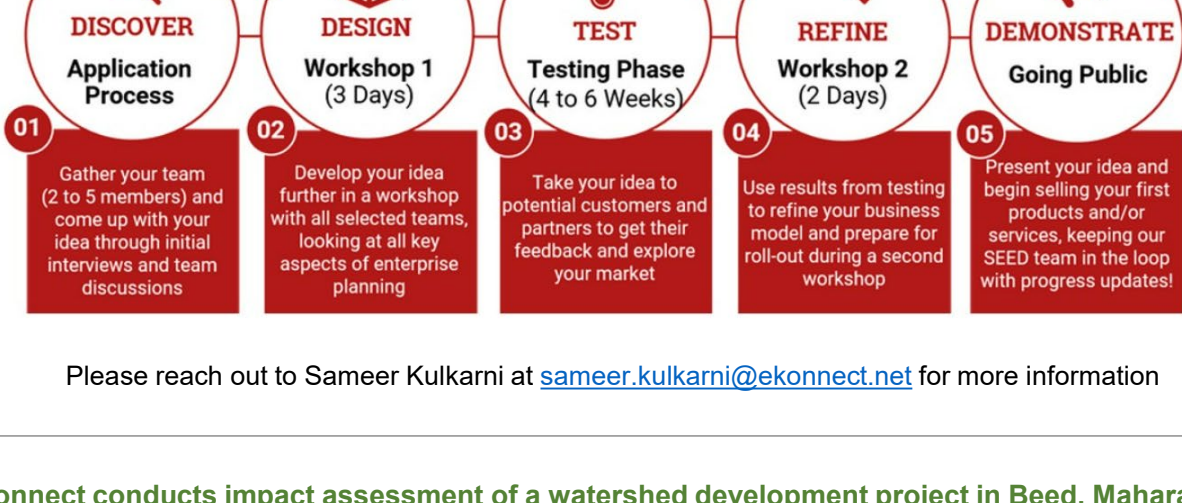 DISCOVER
Application
Process
01
Gather your team
(2 to 5 members) and
come up with your
idea through initial
interviews and team
discussions
DESIGN
Workshop 1
(3 Days)
02
Develop your idea
further in a workshop
with all selected teams,
looking at all key
aspects of enterprise
planning
TEST
Testing Phase
(4 to 6 Weeks)
03
Take your idea to
potential customers and
partners to get their
feedback and explore
your market
REFINE
Workshop 2
(2 Days)
04
Use results from testing
to refine your business
model and prepare for
roll-out during a second
workshop
DEMONSTRATE
Going Public
05
Present your idea and
begin selling your first
products and/or
services, keeping our
SEED team in the loop
with progress updates!
Please reach out to Sameer Kulkarni at sameer.kulkarni@ekonnect.net for more information
conducts impact assessment of a watershed development project in Beed,